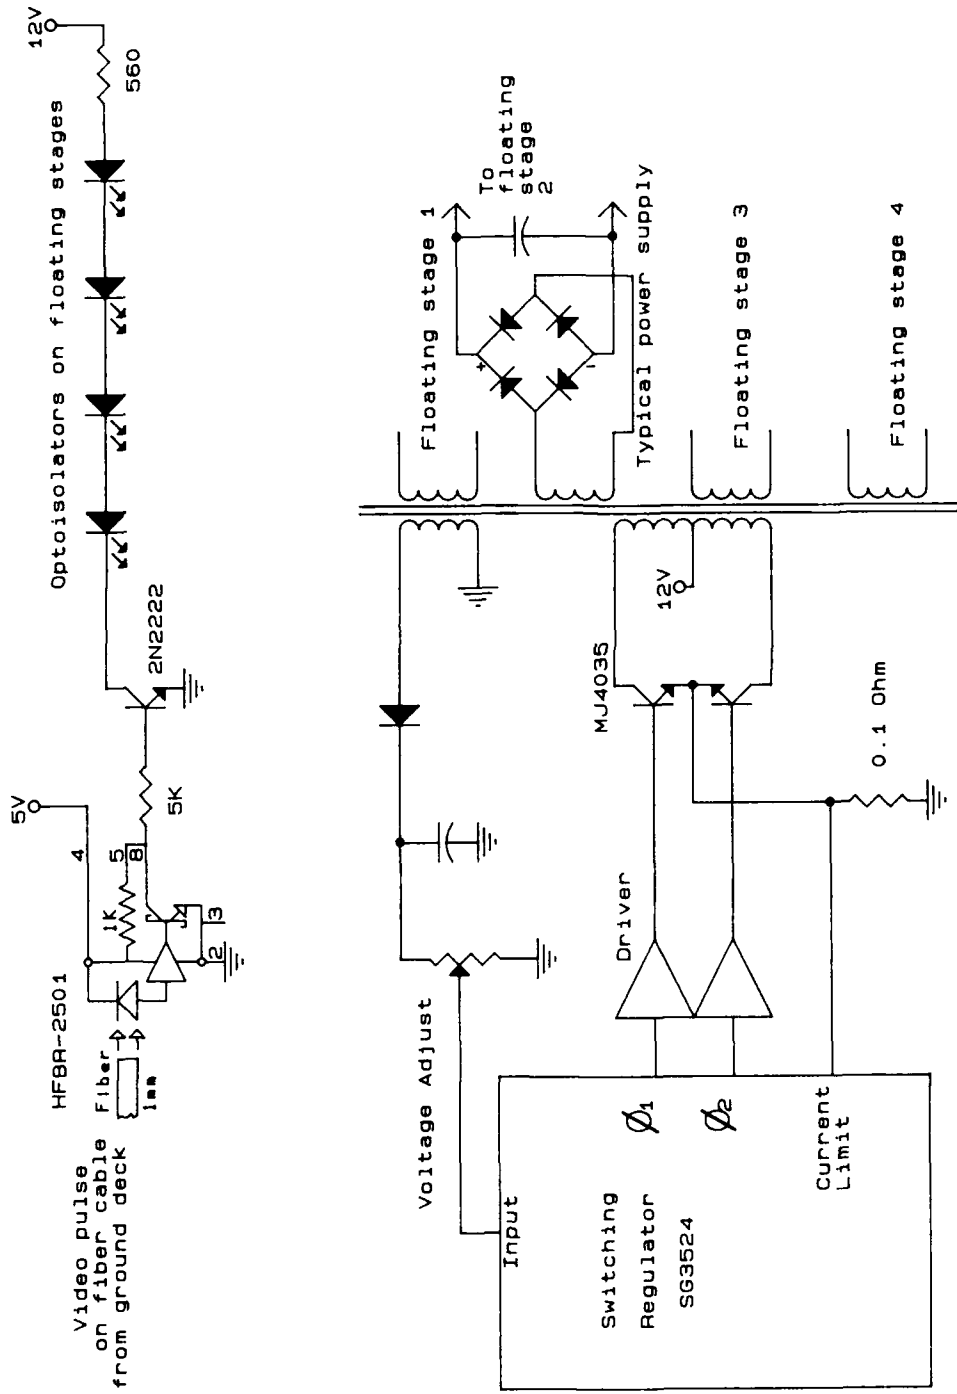 Video pulse
on fiber cable
from ground deck
HFBR-2501
Fiber
1mm
5V
4
1K
5
8
2
3
5K
2N2222
Optoisolators on floating stages
12V
560
Voltage Adjust
Input
Switching
Regulator
SG3524
Ø1
Ø2
Current
Limit
Driver
MJ4035
0.1 Ohm
12V
Floating stage 1
+
-
To
floating
stage
2
Typical power supply
Floating stage 3
Floating stage 4